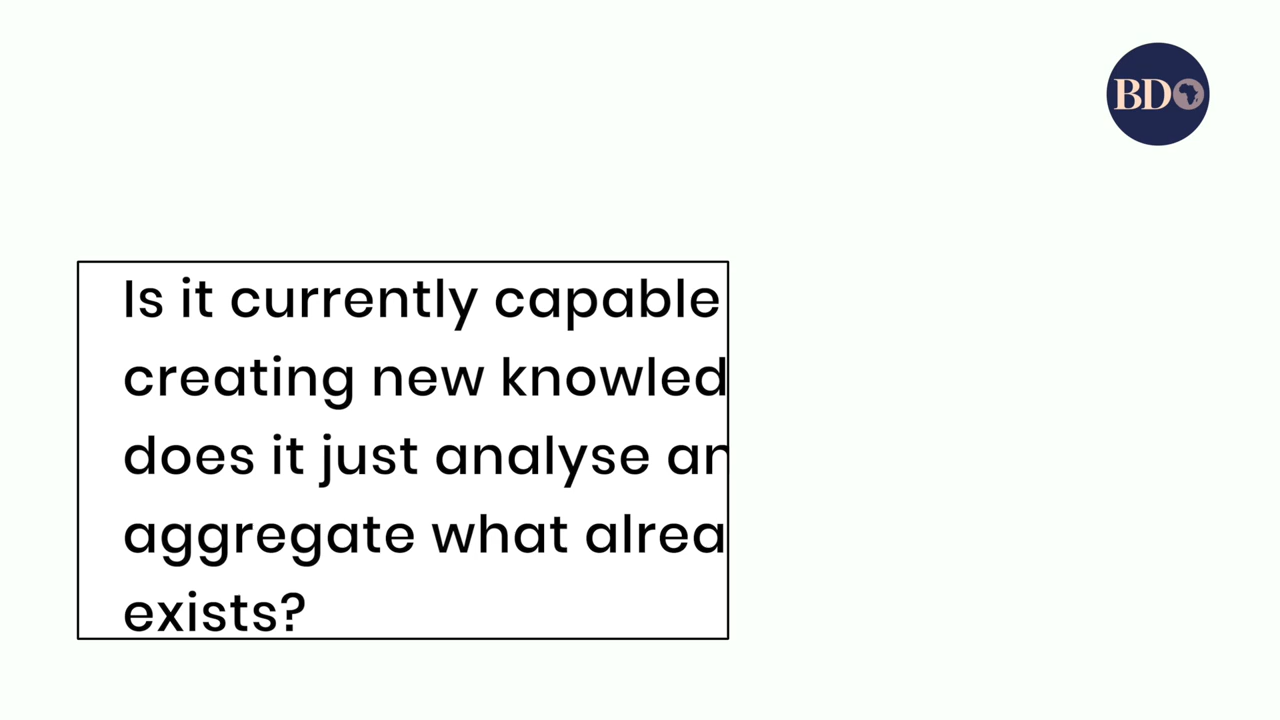 BD
Is it currently capable
creating new knowled
does it just analyse an
aggregate what alrea
exists?